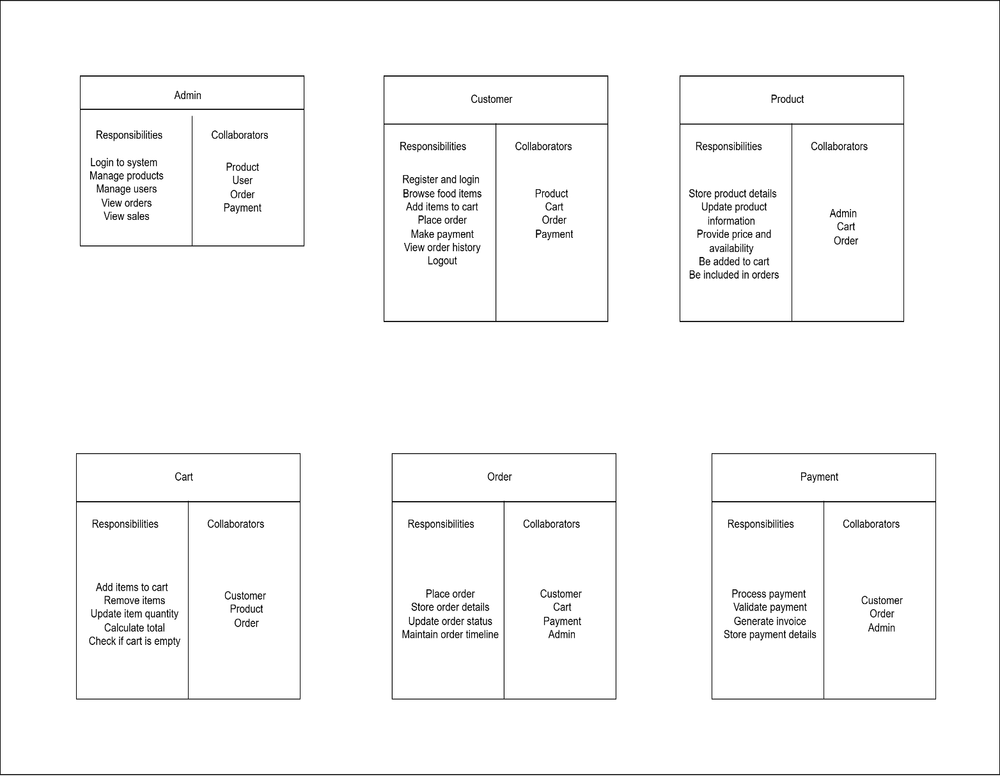 Admin
Responsibilities
Login to system
Manage products
Manage users
View orders
View sales
Collaborators
Product
User
Order
Payment
Customer
Responsibilities
Register and login
Browse food items
Add items to cart
Place order
Make payment
View order history
Logout
Collaborators
Product
Cart
Order
Payment
Product
Responsibilities
Store product details
Update product
information
Provide price and
availability
Be added to cart
Be included in orders
Collaborators
Admin
Cart
Order
Cart
Responsibilities
Add items to cart
Remove items
Update item quantity
Calculate total
Check if cart is empty
Collaborators
Customer
Product
Order
Order
Responsibilities
Place order
Store order details
Update order status
Maintain order timeline
Collaborators
Customer
Cart
Payment
Admin
Payment
Responsibilities
Process payment
Validate payment
Generate invoice
Store payment details
Collaborators
Customer
Order
Admin